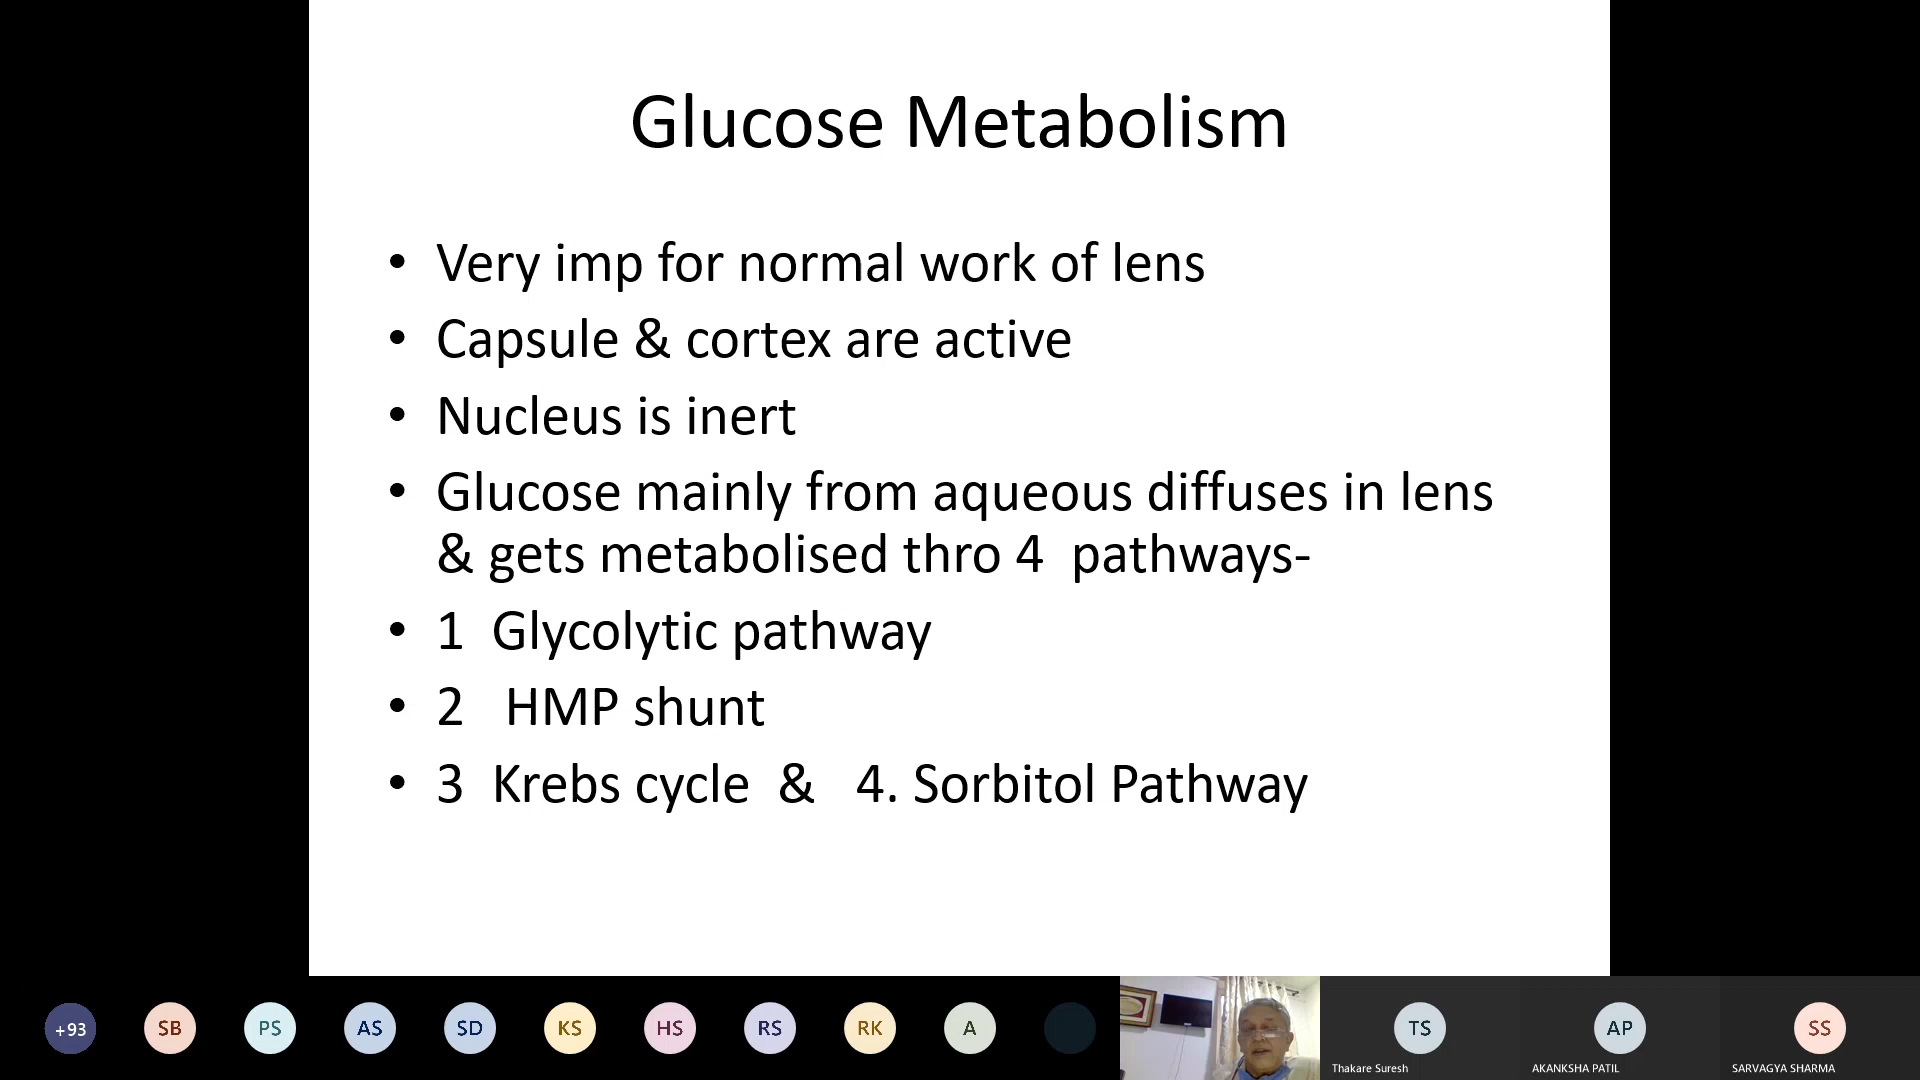 Glucose Metabolism
• Very imp for normal work of lens
• Capsule & cortex are active
• Nucleus is inert
• Glucose mainly from aqueous diffuses in lens
& gets metabolised thro 4 pathways-
• 1 Glycolytic pathway
• 2 HMP shunt
• 3 Krebs cycle & 4. Sorbitol Pathway
+93 SB PS AS SD KS HS RS RK A TS AP SS
Thakare Suresh AKANKSHA PATIL SARVAGYA SHARMA